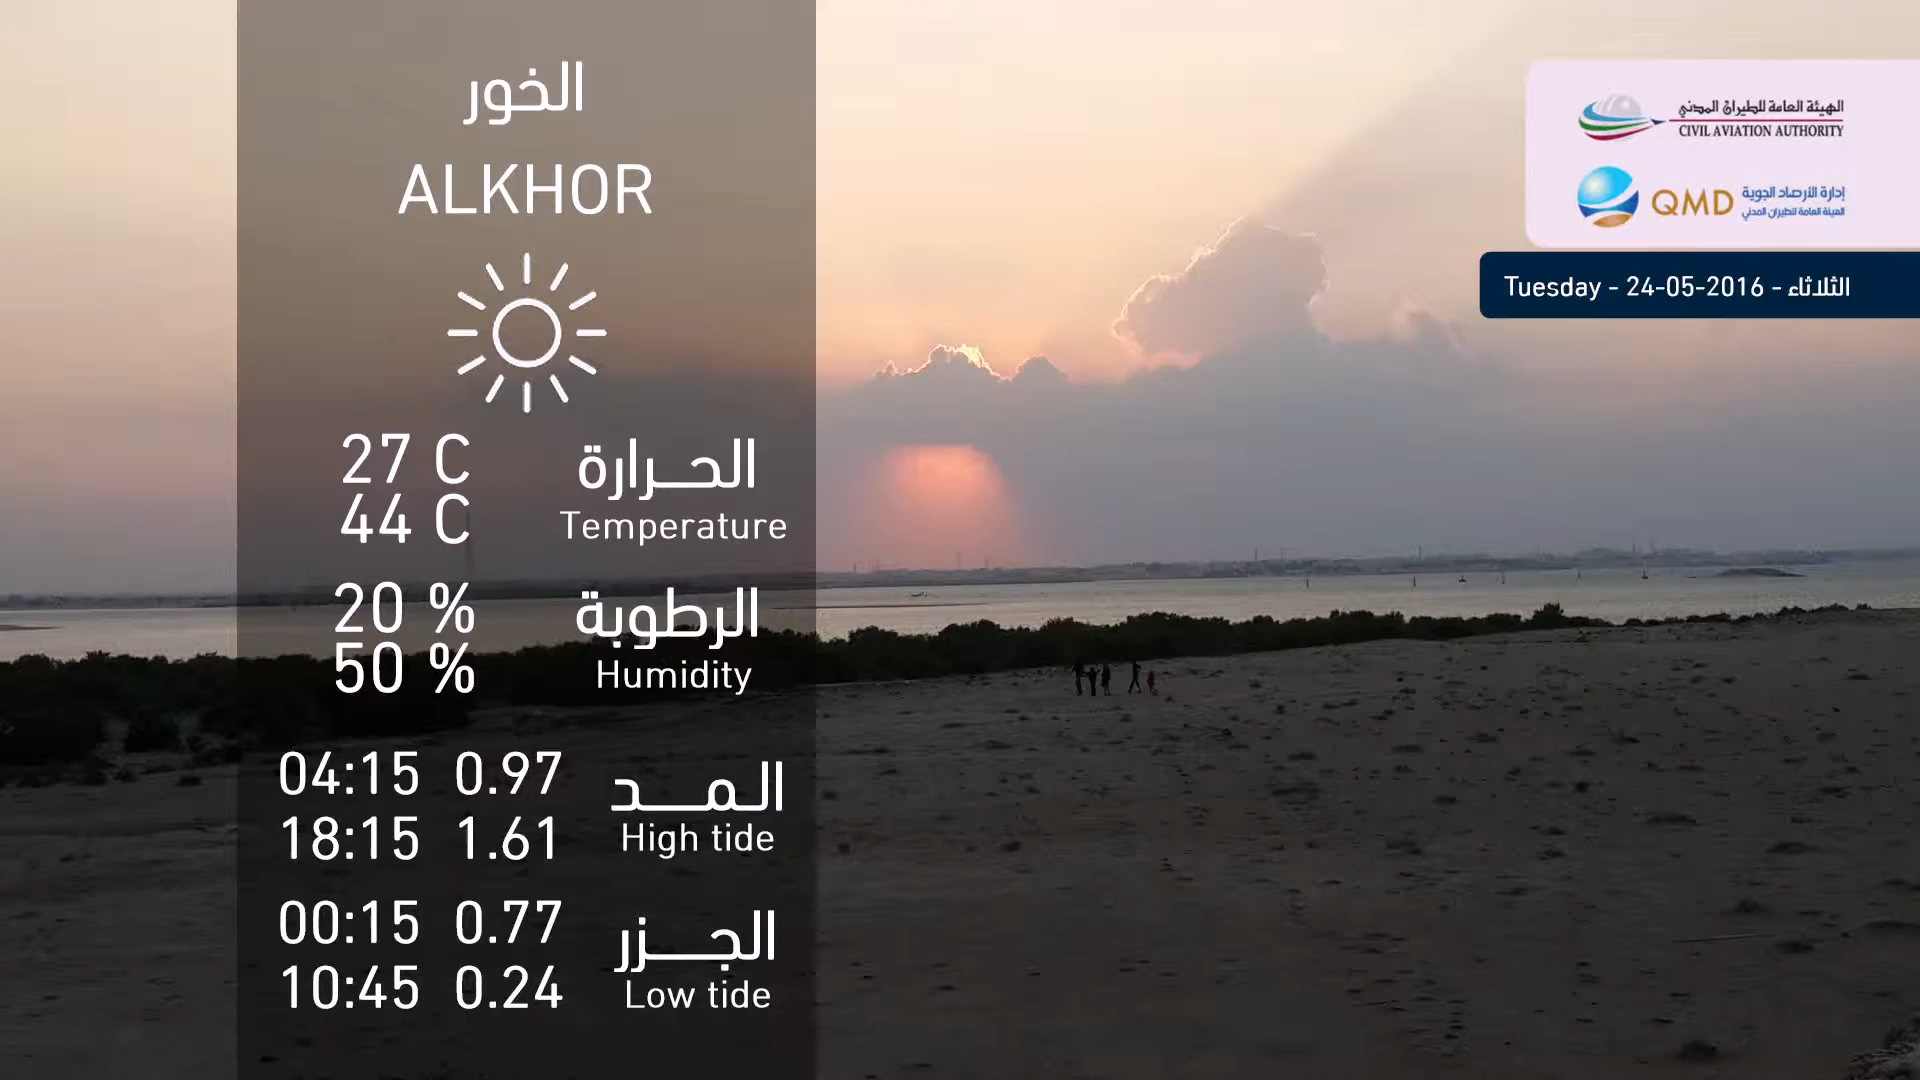 الخور
ALKHOR
27 C
44 C
الحـــرارة
Temperature
20 %
50 %
الرطوبة
Humidity
04:15 0.97
18:15 1.61
المـــــد
High tide
00:15 0.77
10:45 0.24
الجـــــزر
Low tide
الهيئة العامة للطيران المدني
CIVIL AVIATION AUTHORITY
QMD
إدارة الأرصاد الجوية
الهيئة العامة للطيران المدني
Tuesday - 24-05-2016 - الثلاثاء